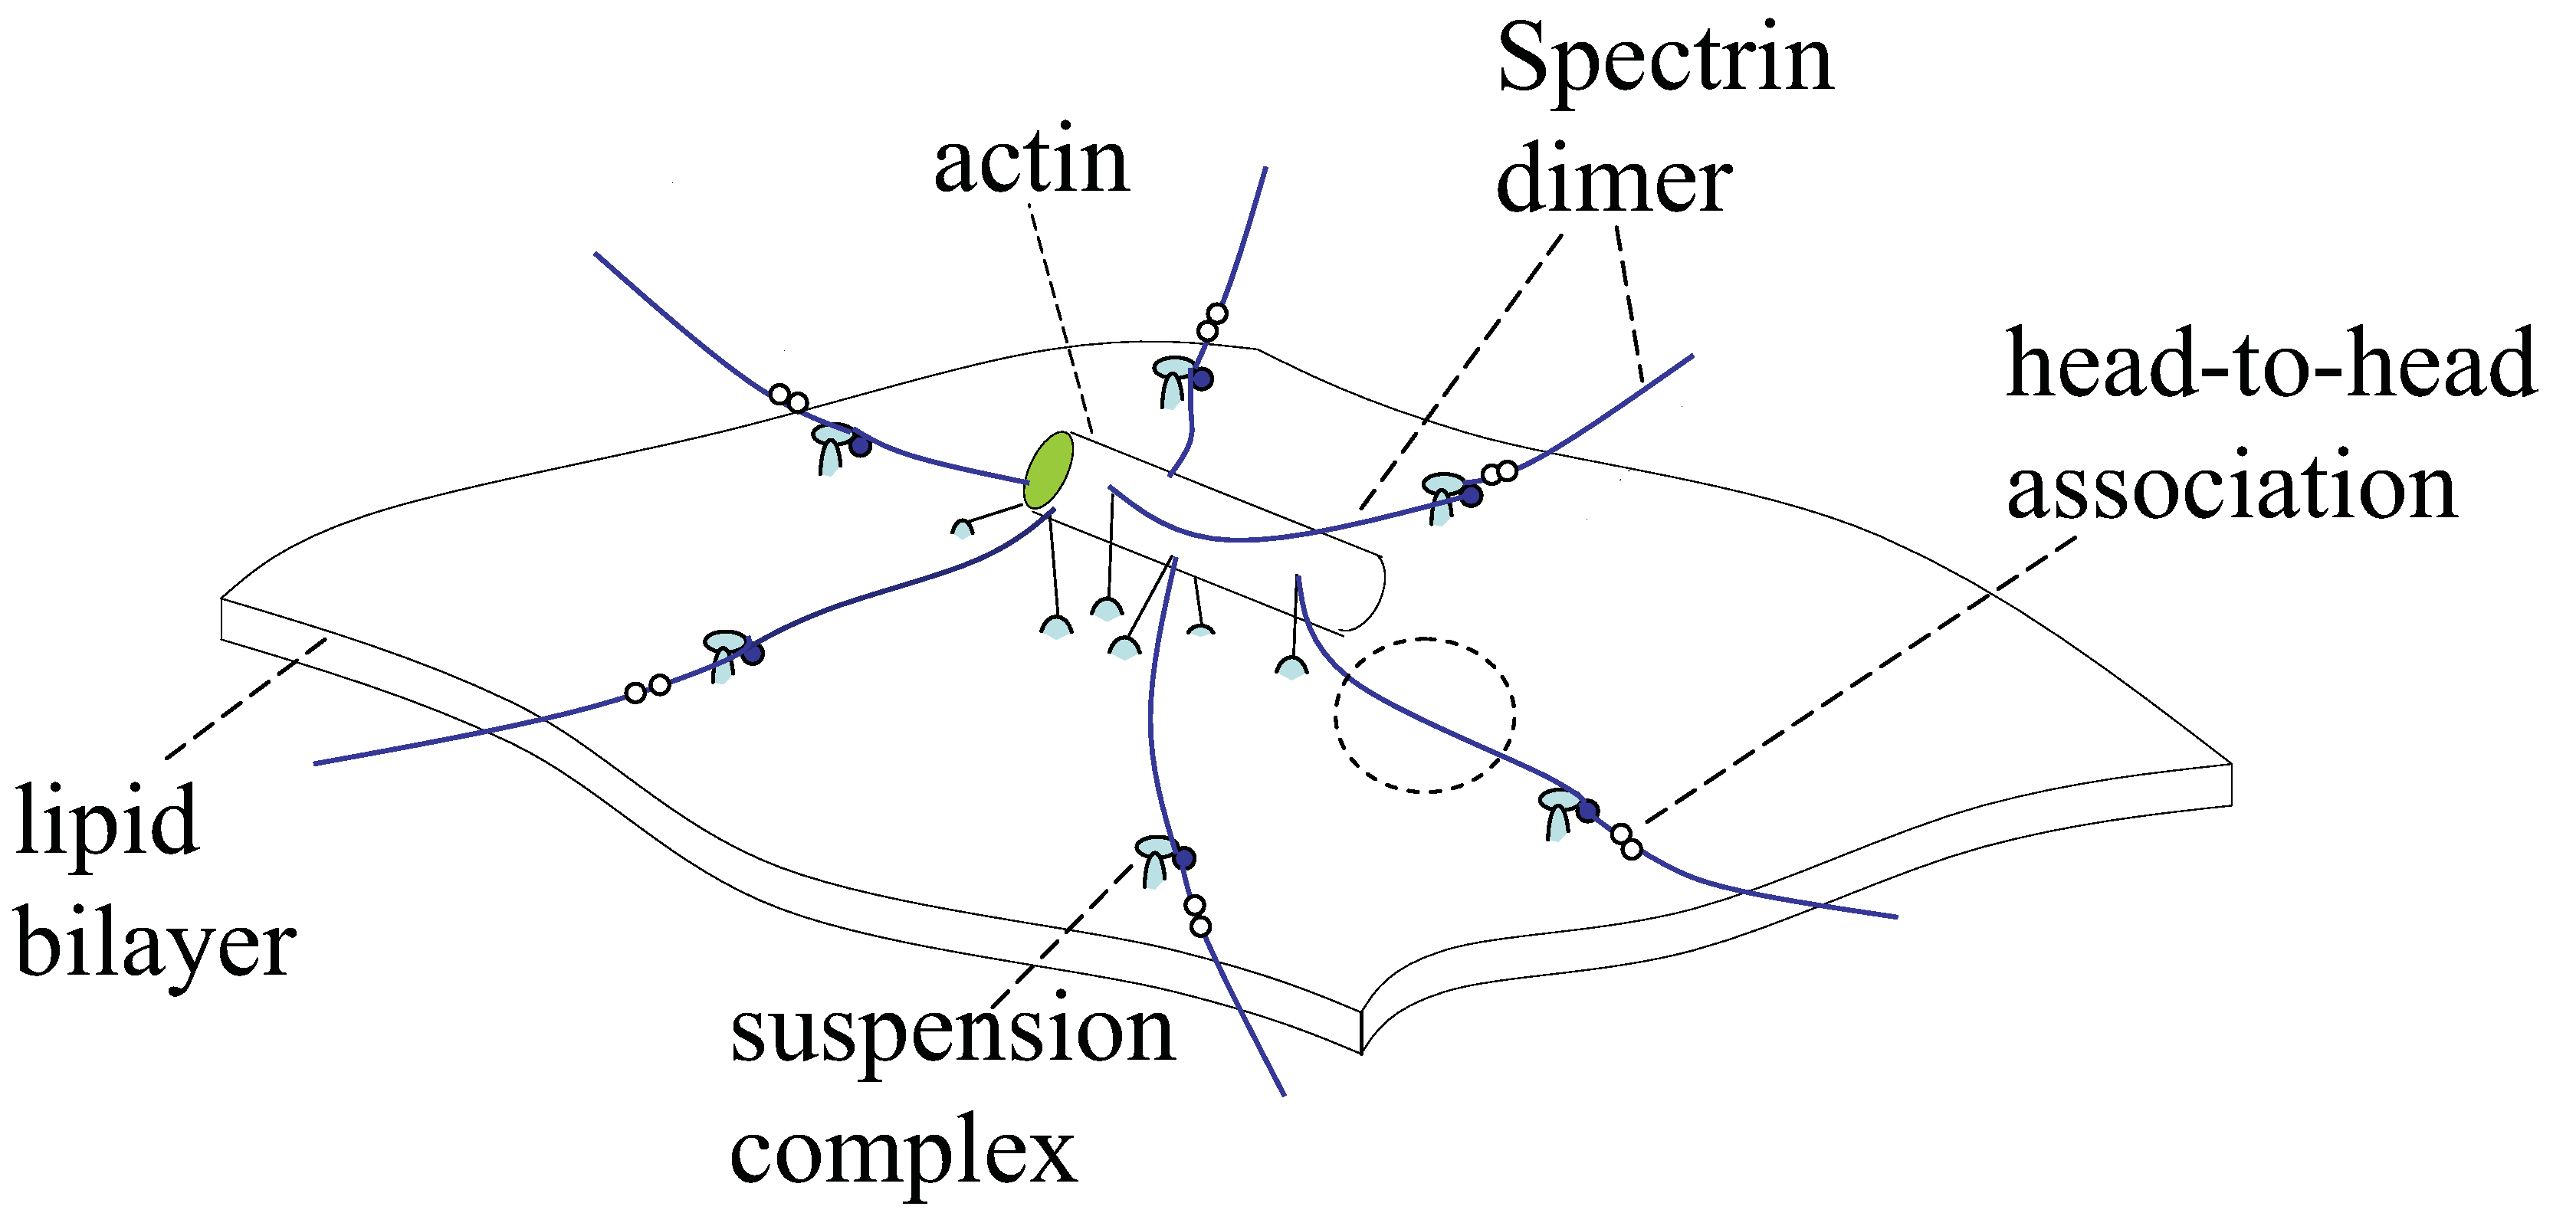 Spectrin
dimer
actin
head-to-head
association
lipid
bilayer
suspension
complex